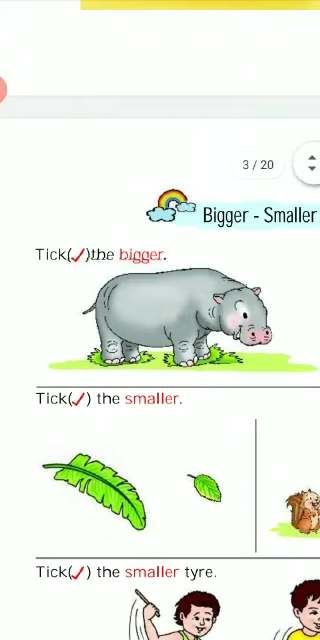 3 / 20
Bigger - Smaller
Tick(✓)the bigger.
Tick(✓) the smaller.
Tick(✓) the smaller tyre.